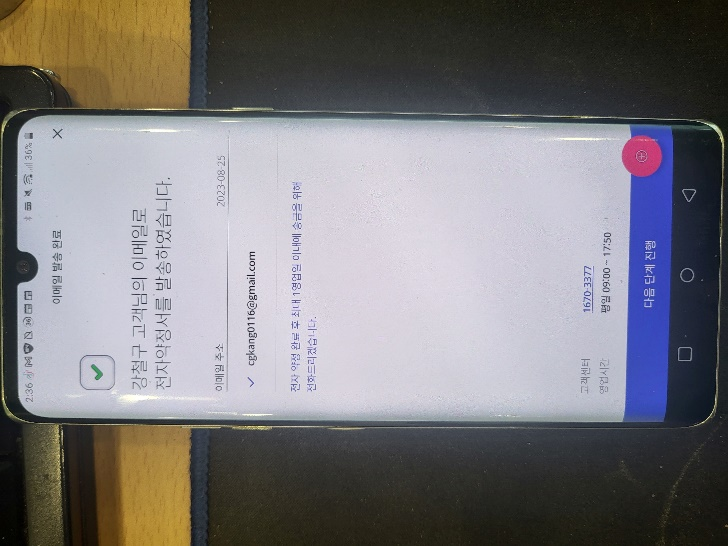 2:36
36%
이메일 발송 완료
강철구 고객님의 이메일로
전자약정서를 발송하였습니다.
이메일 주소 2023-08-25
cgkang0116@gmail.com
전자 약정 완료 후 최대 1영업일 이내에 송금을 위해
전화드리겠습니다.
고객센터 1670-3377
영업시간 평일 09:00 ~ 17:50
다음 단계 진행